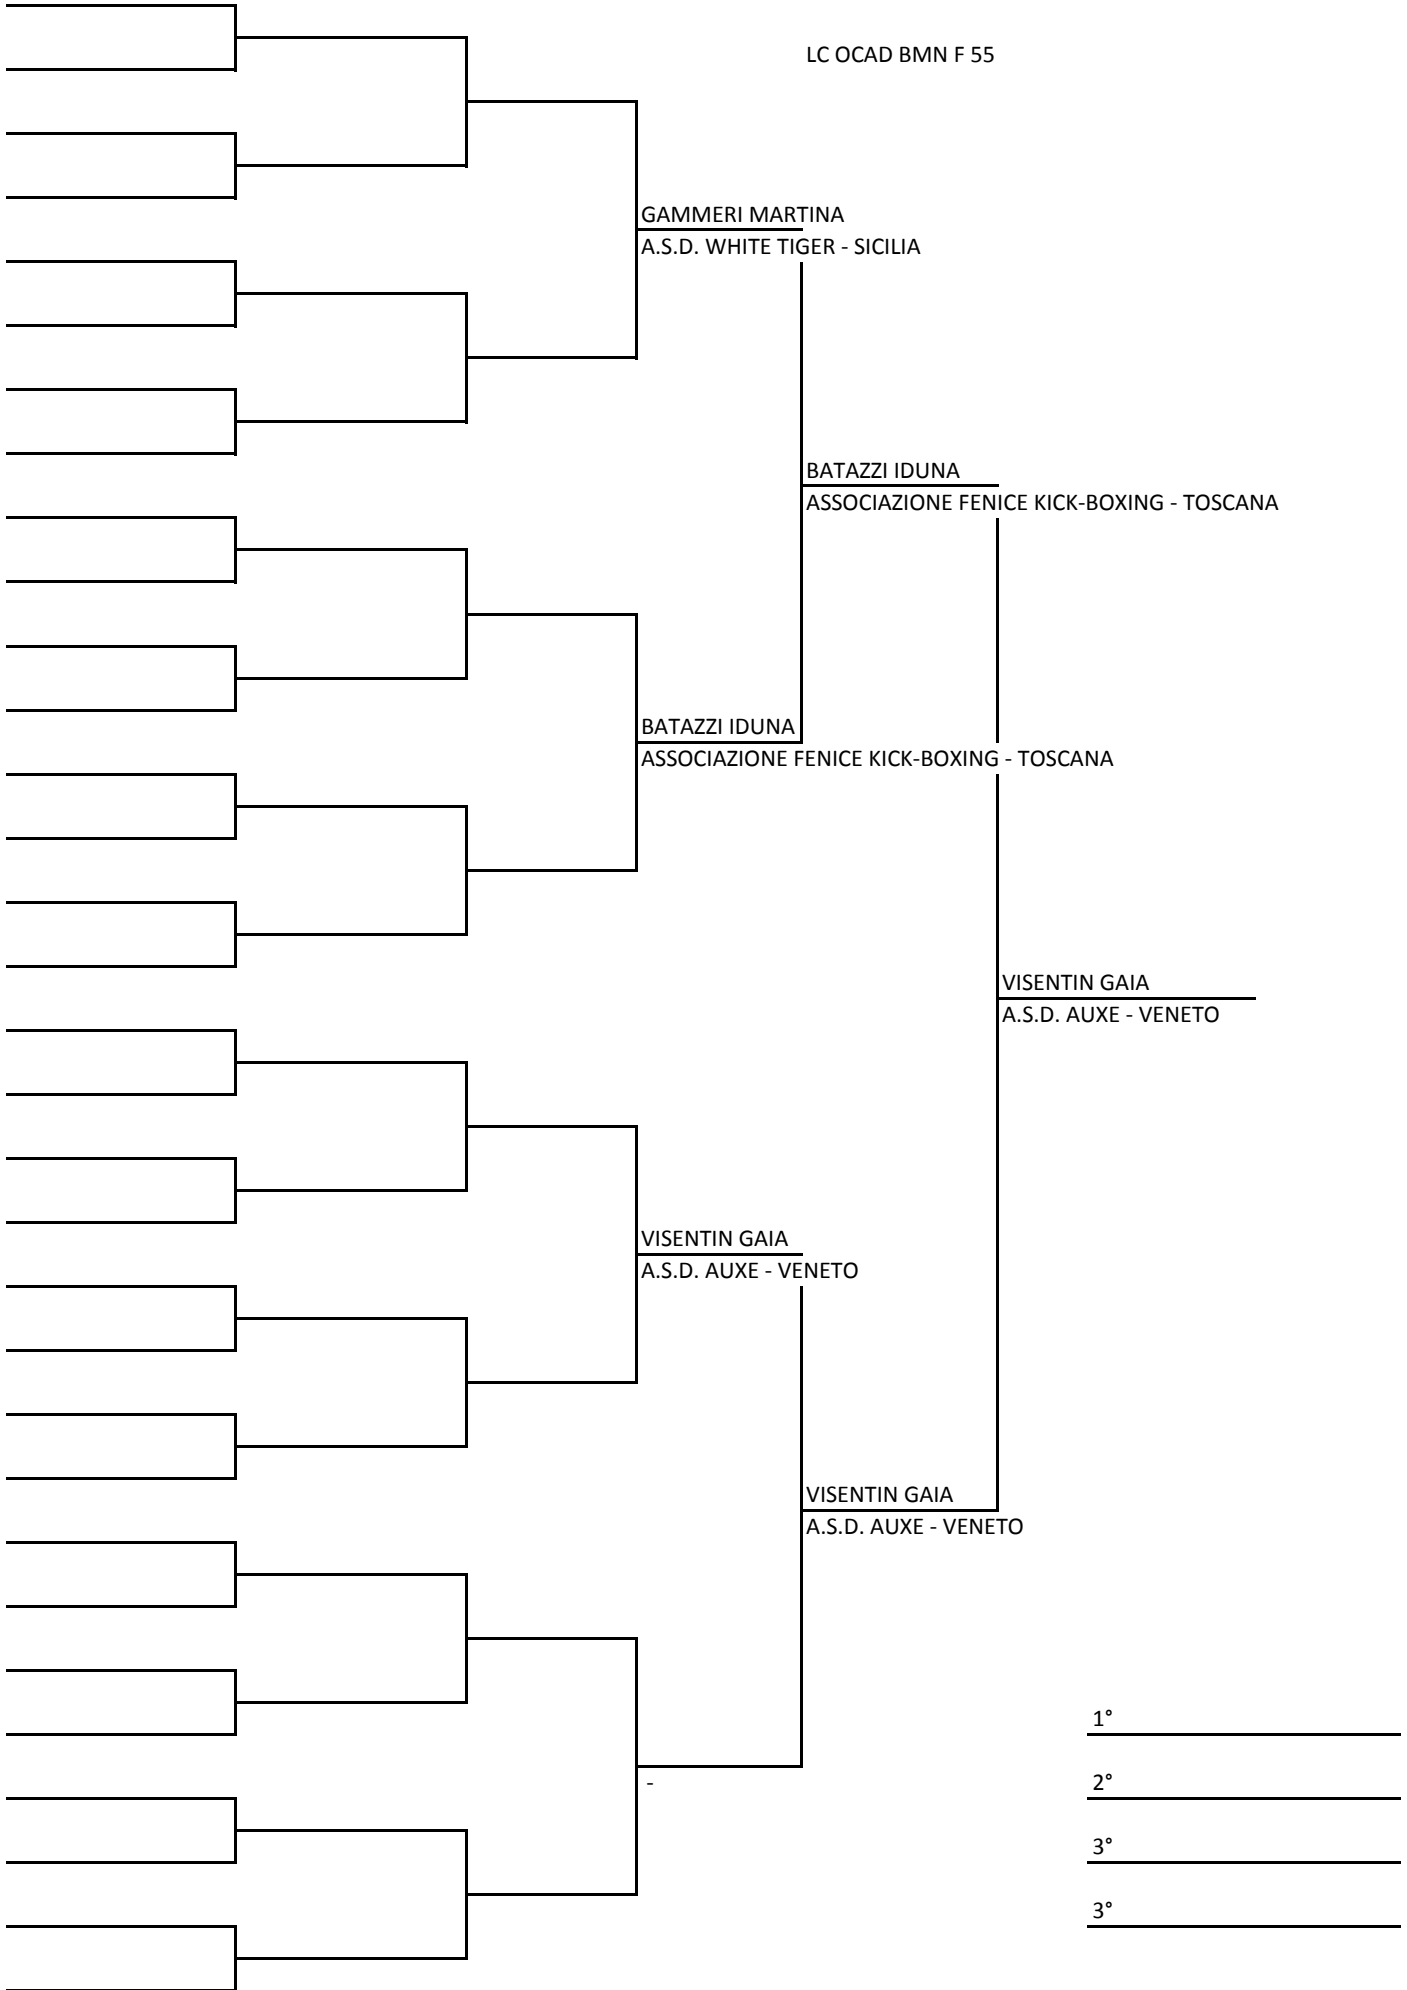 LC OCAD BMN F 55
GAMMERI MARTINA
A.S.D. WHITE TIGER - SICILIA
BATAZZI IDUNA
ASSOCIAZIONE FENICE KICK-BOXING - TOSCANA
BATAZZI IDUNA
ASSOCIAZIONE FENICE KICK-BOXING - TOSCANA
VISENTIN GAIA
A.S.D. AUXE - VENETO
VISENTIN GAIA
A.S.D. AUXE - VENETO
VISENTIN GAIA
A.S.D. AUXE - VENETO
1°
-
2°
3°
3°